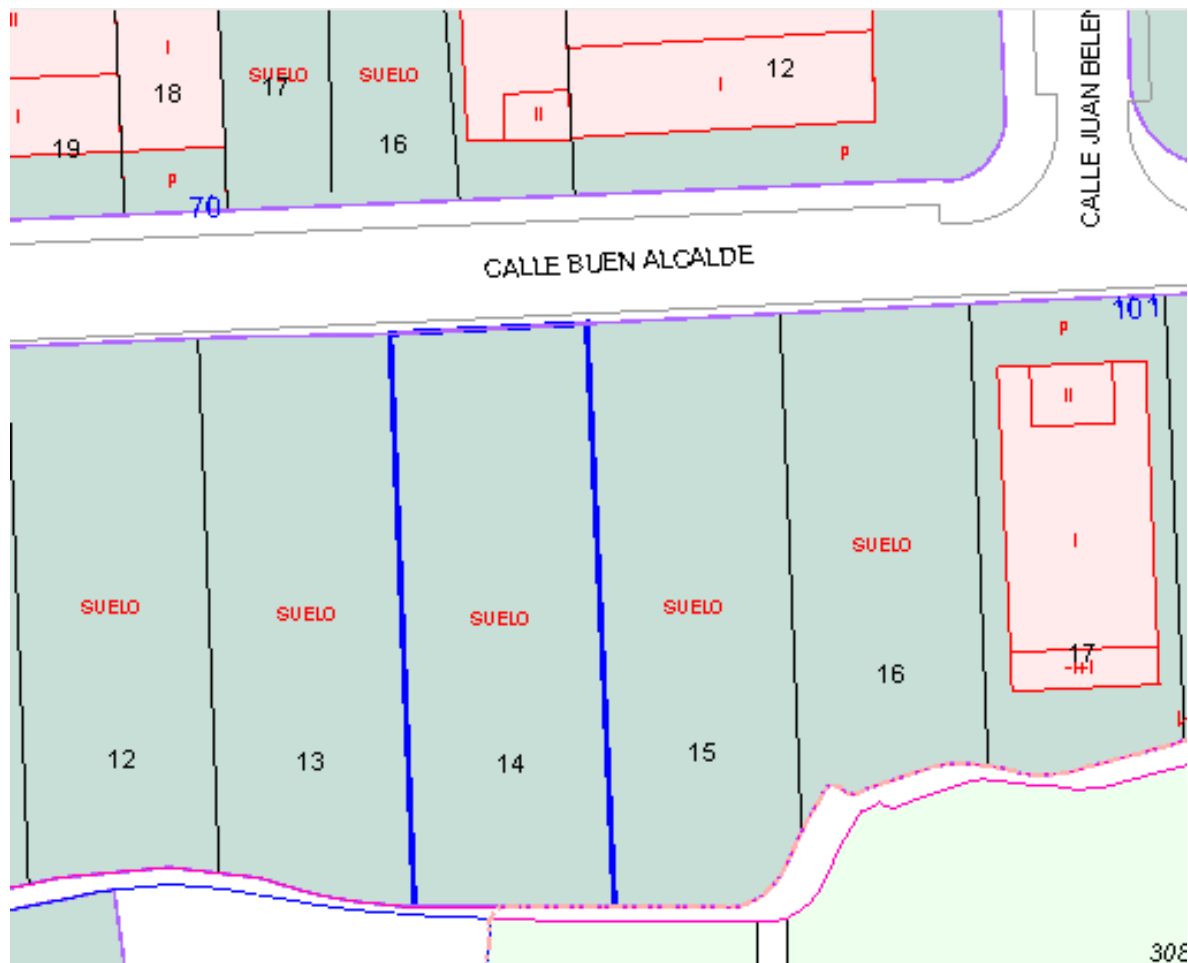 II
I
18
SUELO
17
SUELO
16
I
12
II
I
19
P
P
70
CALLE JUAN BELEN
CALLE BUEN ALCALDE
101
P
II
I
SUELO
SUELO
SUELO
SUELO
SUELO
17
-I+I
16
12
13
14
15
308